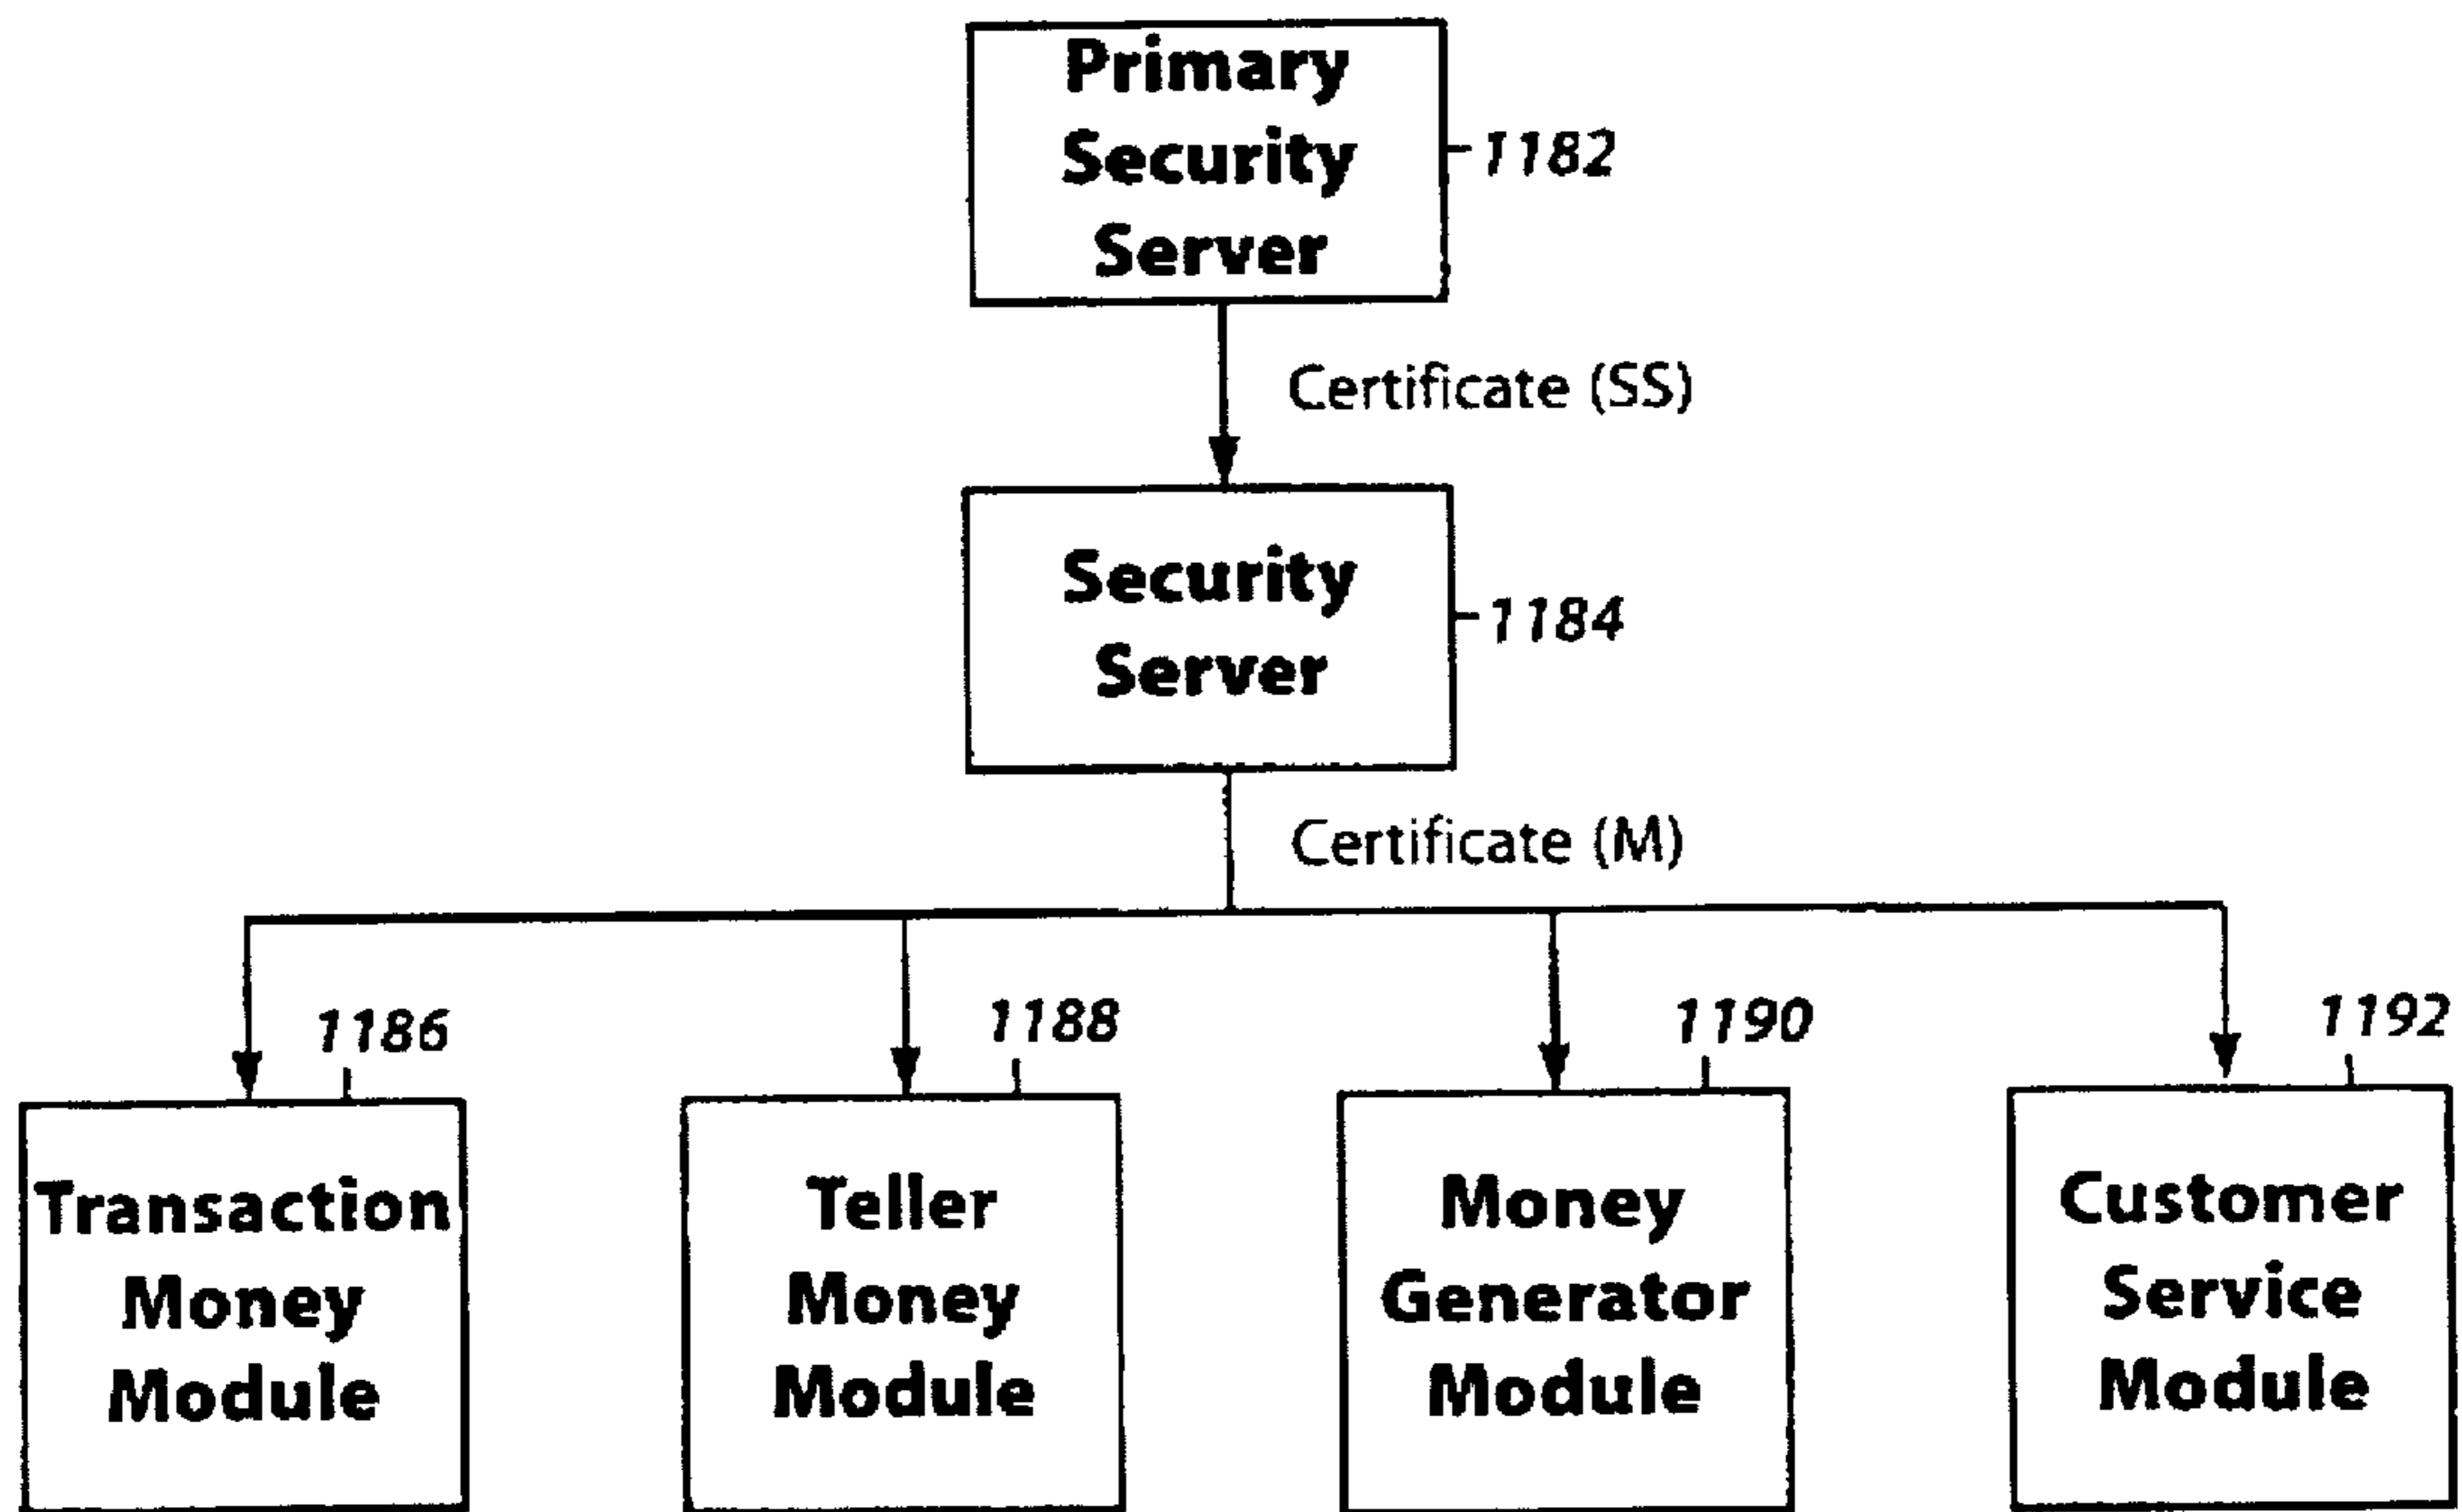 Primary
Security
Server
1182
Certificate (SS)
Security
Server
1184
Certificate (M)
1186
1188
1190
1192
Transaction
Money
Module
Teller
Money
Module
Money
Generator
Module
Customer
Service
Module